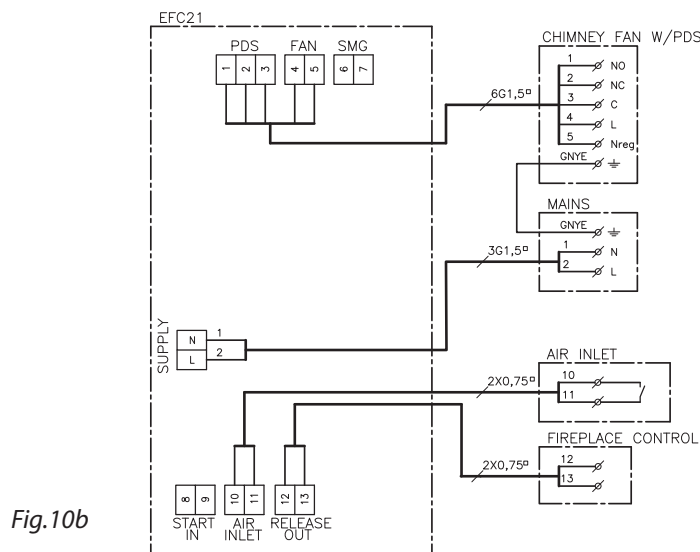 EFC21
PDS FAN SMG
1 2 3 4 5 6 7
CHIMNEY FAN W/PDS
1 NO
2 NC
6G1,5¤ 3 C
4 L
5 Nreg
GNYE
MAINS
GNYE
3G1,5¤ 1 N
2 L
SUPPLY
N 1
L 2
AIR INLET
2X0,75¤ 10
11
FIREPLACE CONTROL
2X0,75¤ 12
13
8 9 10 11 12 13
START IN AIR INLET RELEASE OUT
Fig.10b